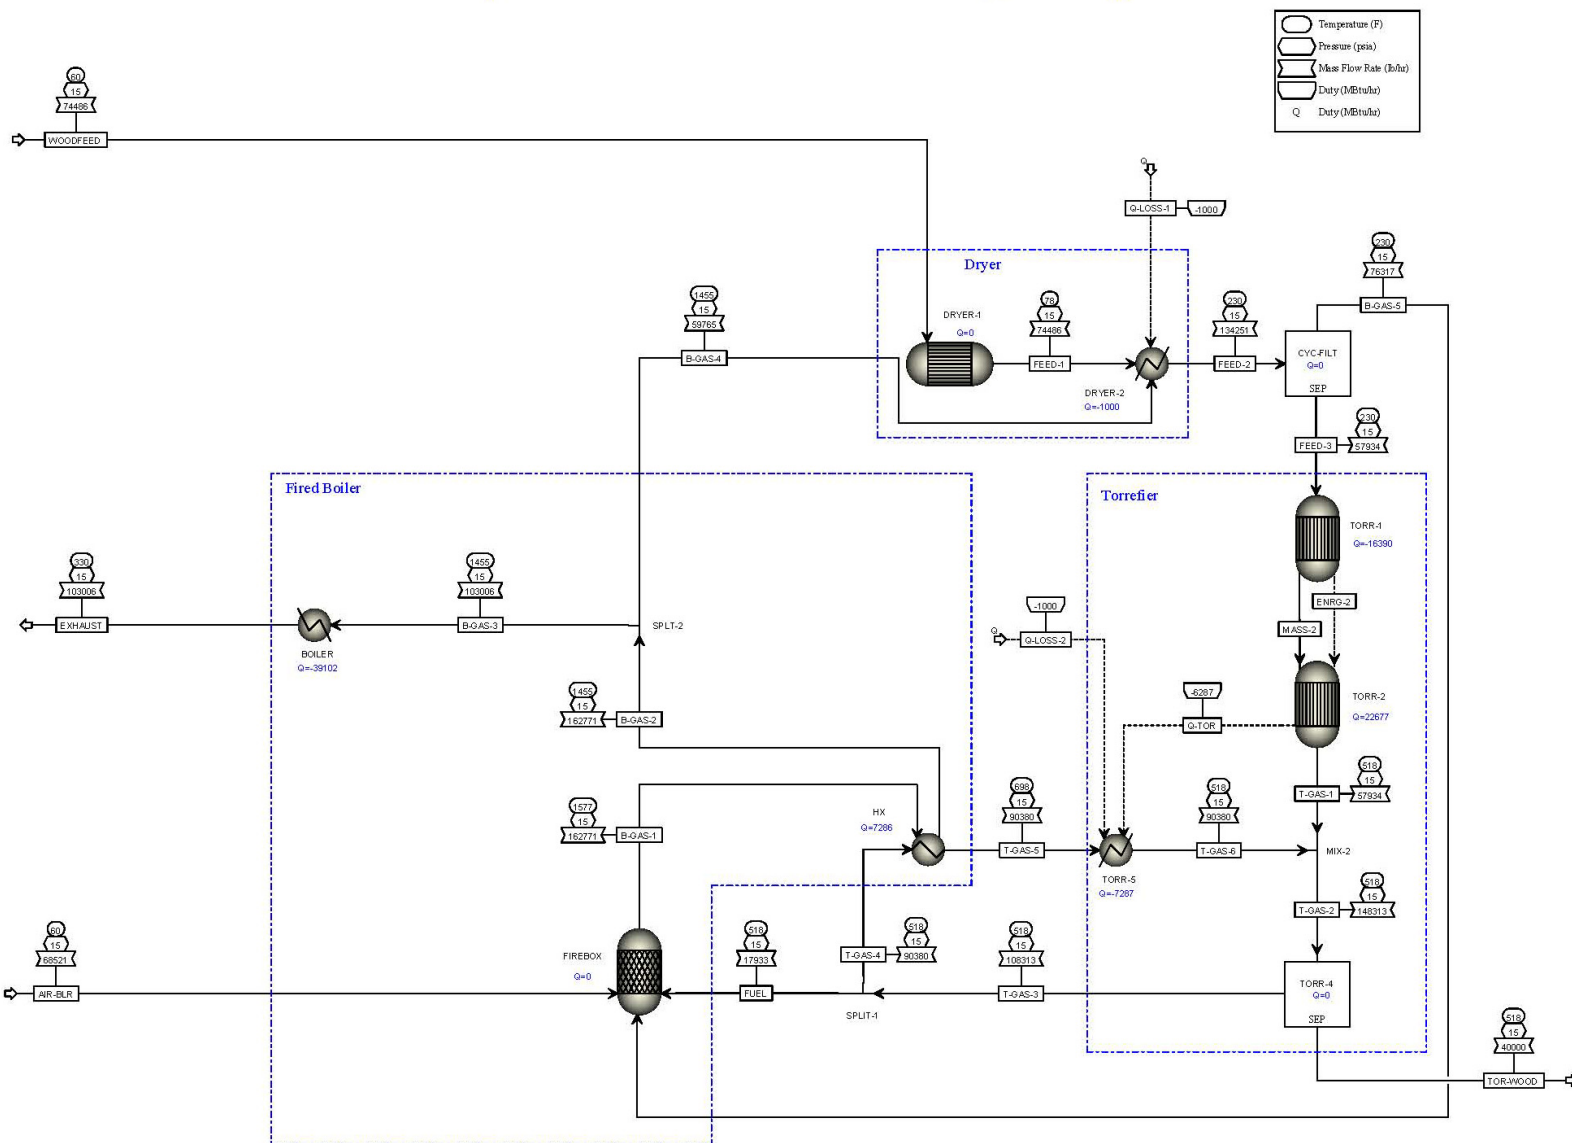 Temperature (F)
Pressure (psia)
Mass Flow Rate (lb/hr)
Duty (MBtu/hr)
Q Duty (MBtu/hr)
60
15
74486
WOODFEED
Q
Q-LOSS-1
-1000
230
15
76317
B-GAS-5
Dryer
1455
15
59765
B-GAS-4
DRYER-1
Q=0
78
15
74486
FEED-1
DRYER-2
Q=-1000
230
15
134251
FEED-2
CYC-FILT
Q=0
SEP
230
15
57934
FEED-3
Fired Boiler
Torrefier
TORR-1
Q=-16390
330
15
103006
EXHAUST
BOILER
Q=-39102
1455
15
103006
B-GAS-3
SPLT-2
-1000
Q
Q-LOSS-2
ENRG-2
MASS-2
TORR-2
Q=22677
-6287
Q-TOR
1455
15
162771
B-GAS-2
1577
15
162771
B-GAS-1
HX
Q=7286
698
15
90380
T-GAS-5
TORR-5
Q=-7287
518
15
90380
T-GAS-6
518
15
57934
T-GAS-1
MIX-2
518
15
148313
T-GAS-2
60
15
68521
AIR-BLR
FIREBOX
Q=0
518
15
17933
FUEL
518
15
90380
T-GAS-4
SPLIT-1
518
15
108313
T-GAS-3
TORR-4
Q=0
SEP
518
15
40000
TOR-WOOD